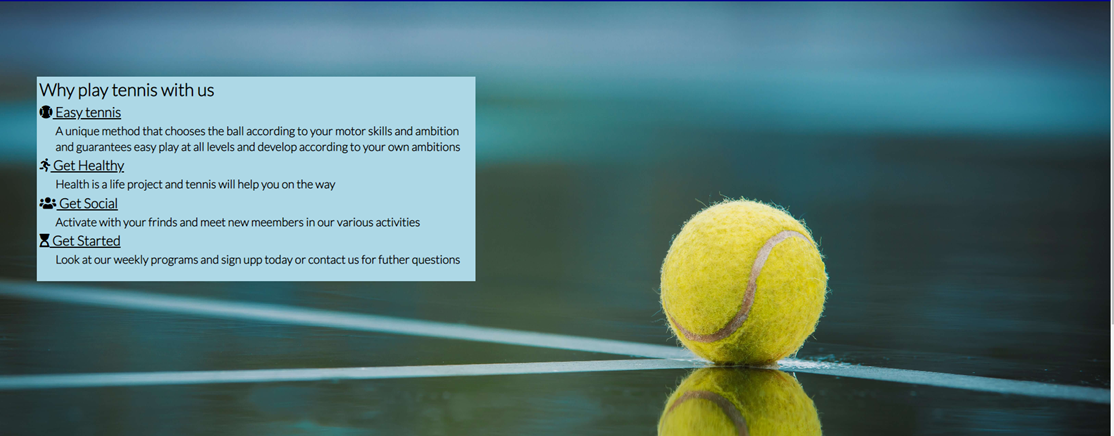 Why play tennis with us
Easy tennis
A unique method that chooses the ball according to your motor skills and ambition
and guarantees easy play at all levels and develop according to your own ambitions
Get Healthy
Health is a life project and tennis will help you on the way
Get Social
Activate with your frinds and meet new meembers in our various activities
Get Started
Look at our weekly programs and sign upp today or contact us for futher questions